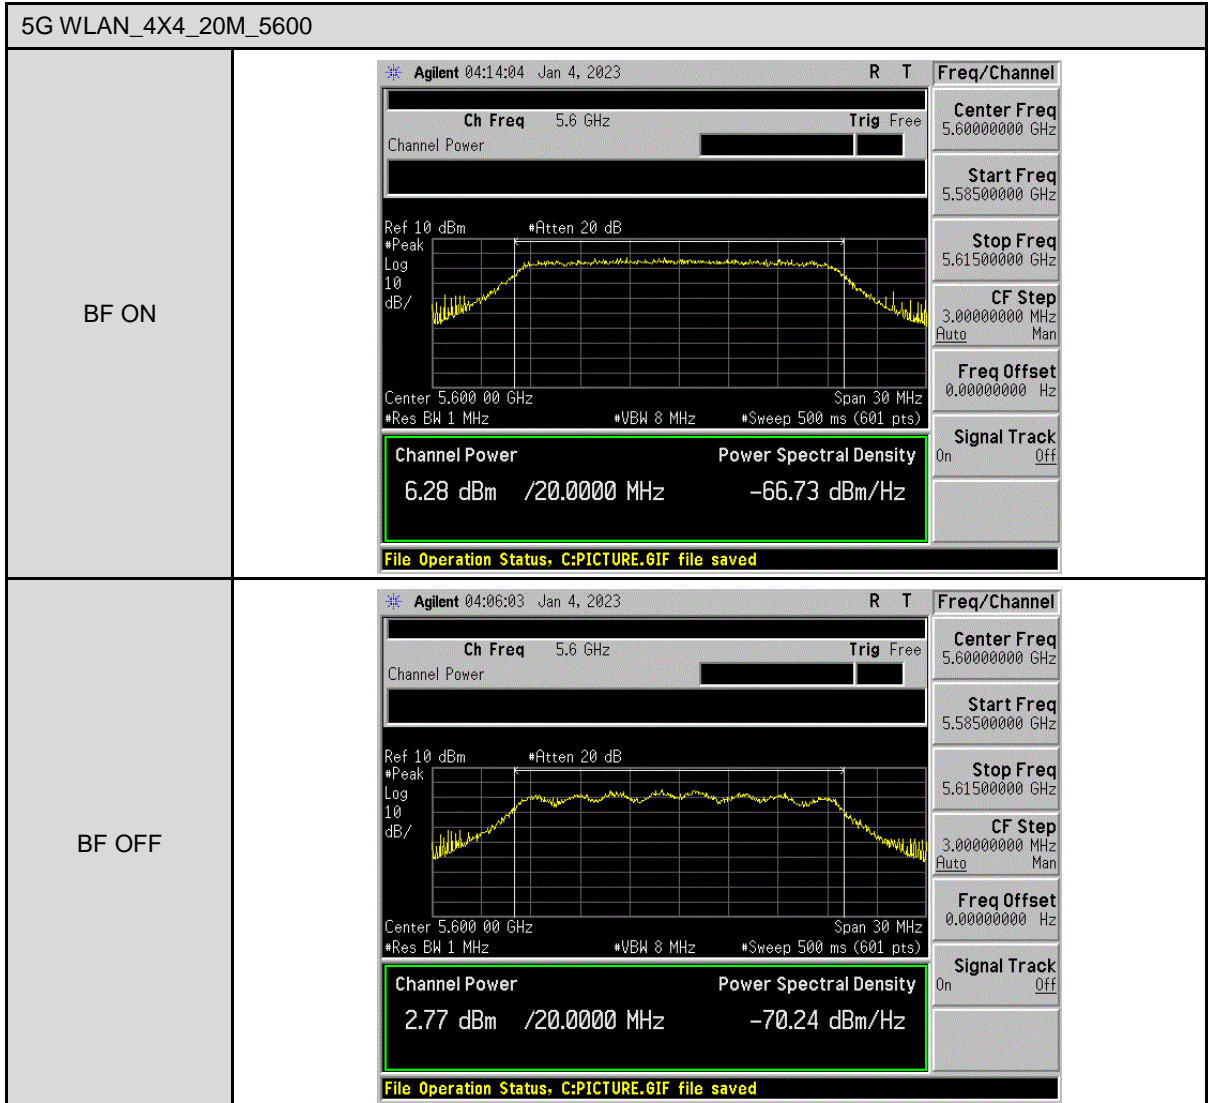 5G WLAN_4X4_20M_5600
BF ON
Agilent 04:14:04 Jan 4, 2023 R T
Freq/Channel
Ch Freq 5.6 GHz Trig Free
Channel Power
Center Freq
5.60000000 GHz
Start Freq
5.58500000 GHz
Stop Freq
5.61500000 GHz
CF Step
3.00000000 MHz
Auto Man
Freq Offset
0.00000000 Hz
Signal Track
On Off
Ref 10 dBm #Atten 20 dB
#Peak
Log
10
dB/
Center 5.600 00 GHz Span 30 MHz
#Res BW 1 MHz #VBW 8 MHz #Sweep 500 ms (601 pts)
Channel Power Power Spectral Density
6.28 dBm /20.0000 MHz -66.73 dBm/Hz
File Operation Status, C:PICTURE.GIF file saved
BF OFF
Agilent 04:06:03 Jan 4, 2023 R T
Freq/Channel
Ch Freq 5.6 GHz Trig Free
Channel Power
Center Freq
5.60000000 GHz
Start Freq
5.58500000 GHz
Stop Freq
5.61500000 GHz
CF Step
3.00000000 MHz
Auto Man
Freq Offset
0.00000000 Hz
Signal Track
On Off
Ref 10 dBm #Atten 20 dB
#Peak
Log
10
dB/
Center 5.600 00 GHz Span 30 MHz
#Res BW 1 MHz #VBW 8 MHz #Sweep 500 ms (601 pts)
Channel Power Power Spectral Density
2.77 dBm /20.0000 MHz -70.24 dBm/Hz
File Operation Status, C:PICTURE.GIF file saved